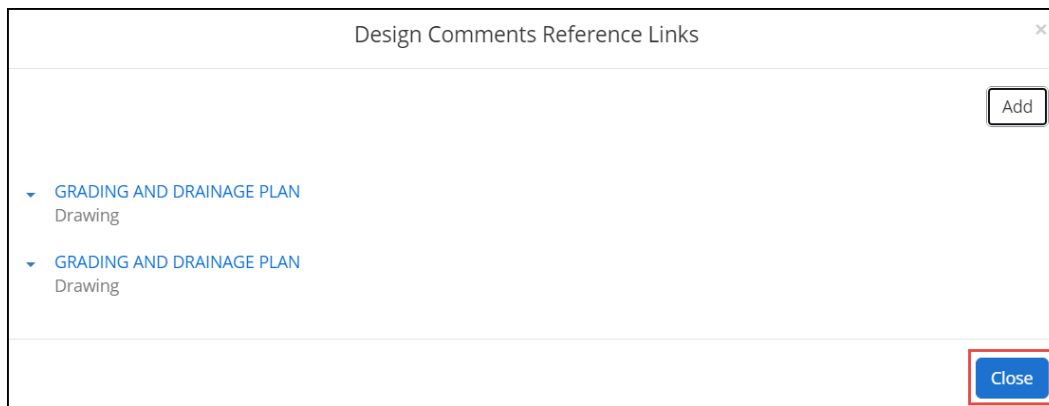 Design Comments Reference Links
×
Add
GRADING AND DRAINAGE PLAN
Drawing
GRADING AND DRAINAGE PLAN
Drawing
Close